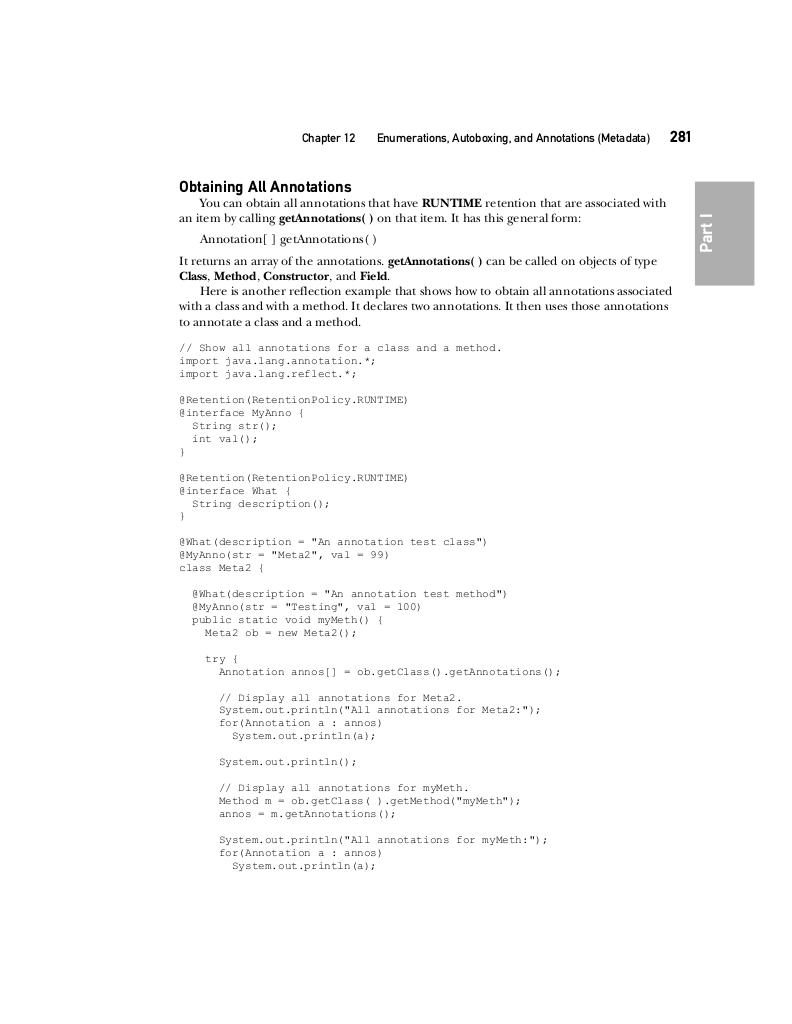 Chapter 12 Enumerations, Autoboxing, and Annotations (Metadata) 281
Part I
Obtaining All Annotations
You can obtain all annotations that have RUNTIME retention that are associated with
an item by calling getAnnotations( ) on that item. It has this general form:
Annotation[ ] getAnnotations( )
It returns an array of the annotations. getAnnotations( ) can be called on objects of type
Class, Method, Constructor, and Field.
Here is another reflection example that shows how to obtain all annotations associated
with a class and with a method. It declares two annotations. It then uses those annotations
to annotate a class and a method.
// Show all annotations for a class and a method.
import java.lang.annotation.*;
import java.lang.reflect.*;
@Retention(RetentionPolicy.RUNTIME)
@interface MyAnno {
  String str();
  int val();
}
@Retention(RetentionPolicy.RUNTIME)
@interface What {
  String description();
}
@What(description = "An annotation test class")
@MyAnno(str = "Meta2", val = 99)
class Meta2 {
  @What(description = "An annotation test method")
  @MyAnno(str = "Testing", val = 100)
  public static void myMeth() {
    Meta2 ob = new Meta2();
    try {
      Annotation annos[] = ob.getClass().getAnnotations();
      // Display all annotations for Meta2.
      System.out.println("All annotations for Meta2:");
      for(Annotation a : annos)
        System.out.println(a);
      System.out.println();
      // Display all annotations for myMeth.
      Method m = ob.getClass( ).getMethod("myMeth");
      annos = m.getAnnotations();
      System.out.println("All annotations for myMeth:");
      for(Annotation a : annos)
        System.out.println(a);